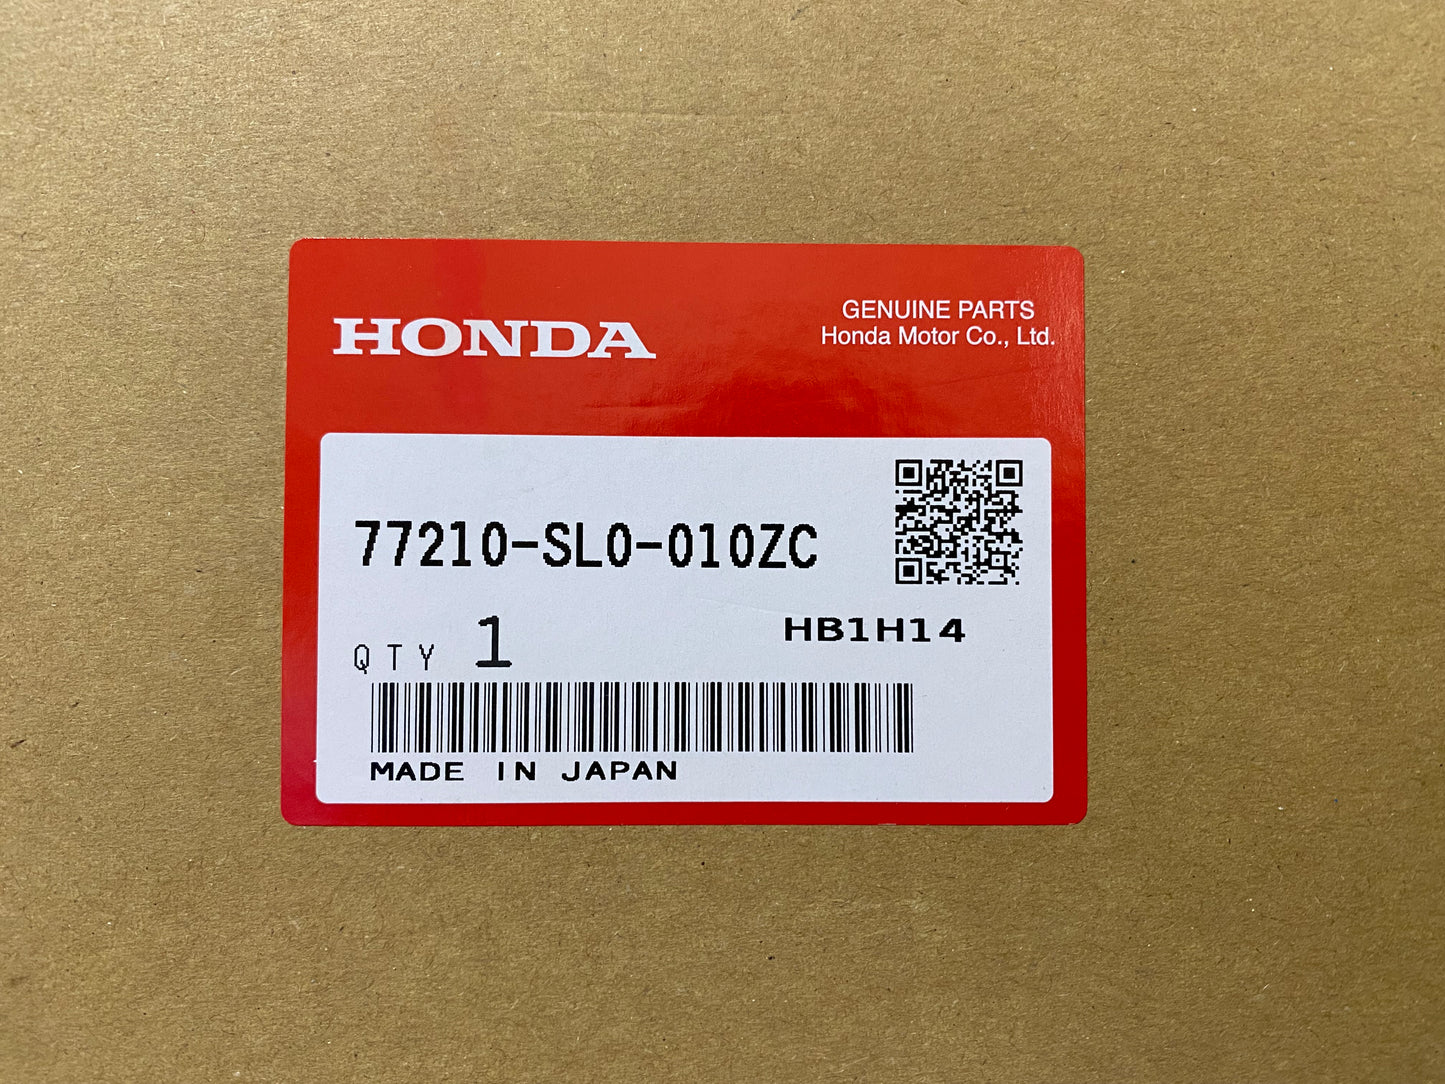 HONDA
GENUINE PARTS
Honda Motor Co., Ltd.
77210-SL0-010ZC
QTY 1
HB1H14
MADE IN JAPAN